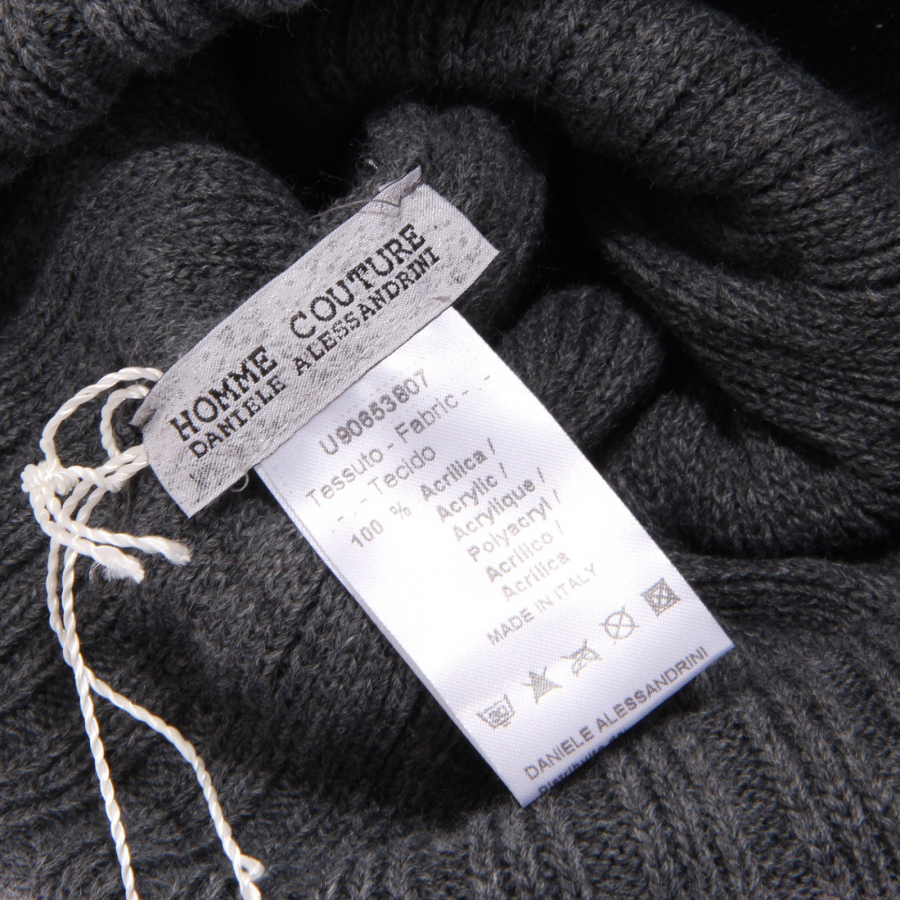 HOMME COUTURE
DANIELE ALESSANDRINI
U90653807
Tessuto - Fabric - -
- - - Tecido
100 % Acrilica /
Acrylic /
Acrylique /
Polyacryl /
Acrilico /
Acrilica
MADE IN ITALY
30
DANIELE ALESSANDRINI